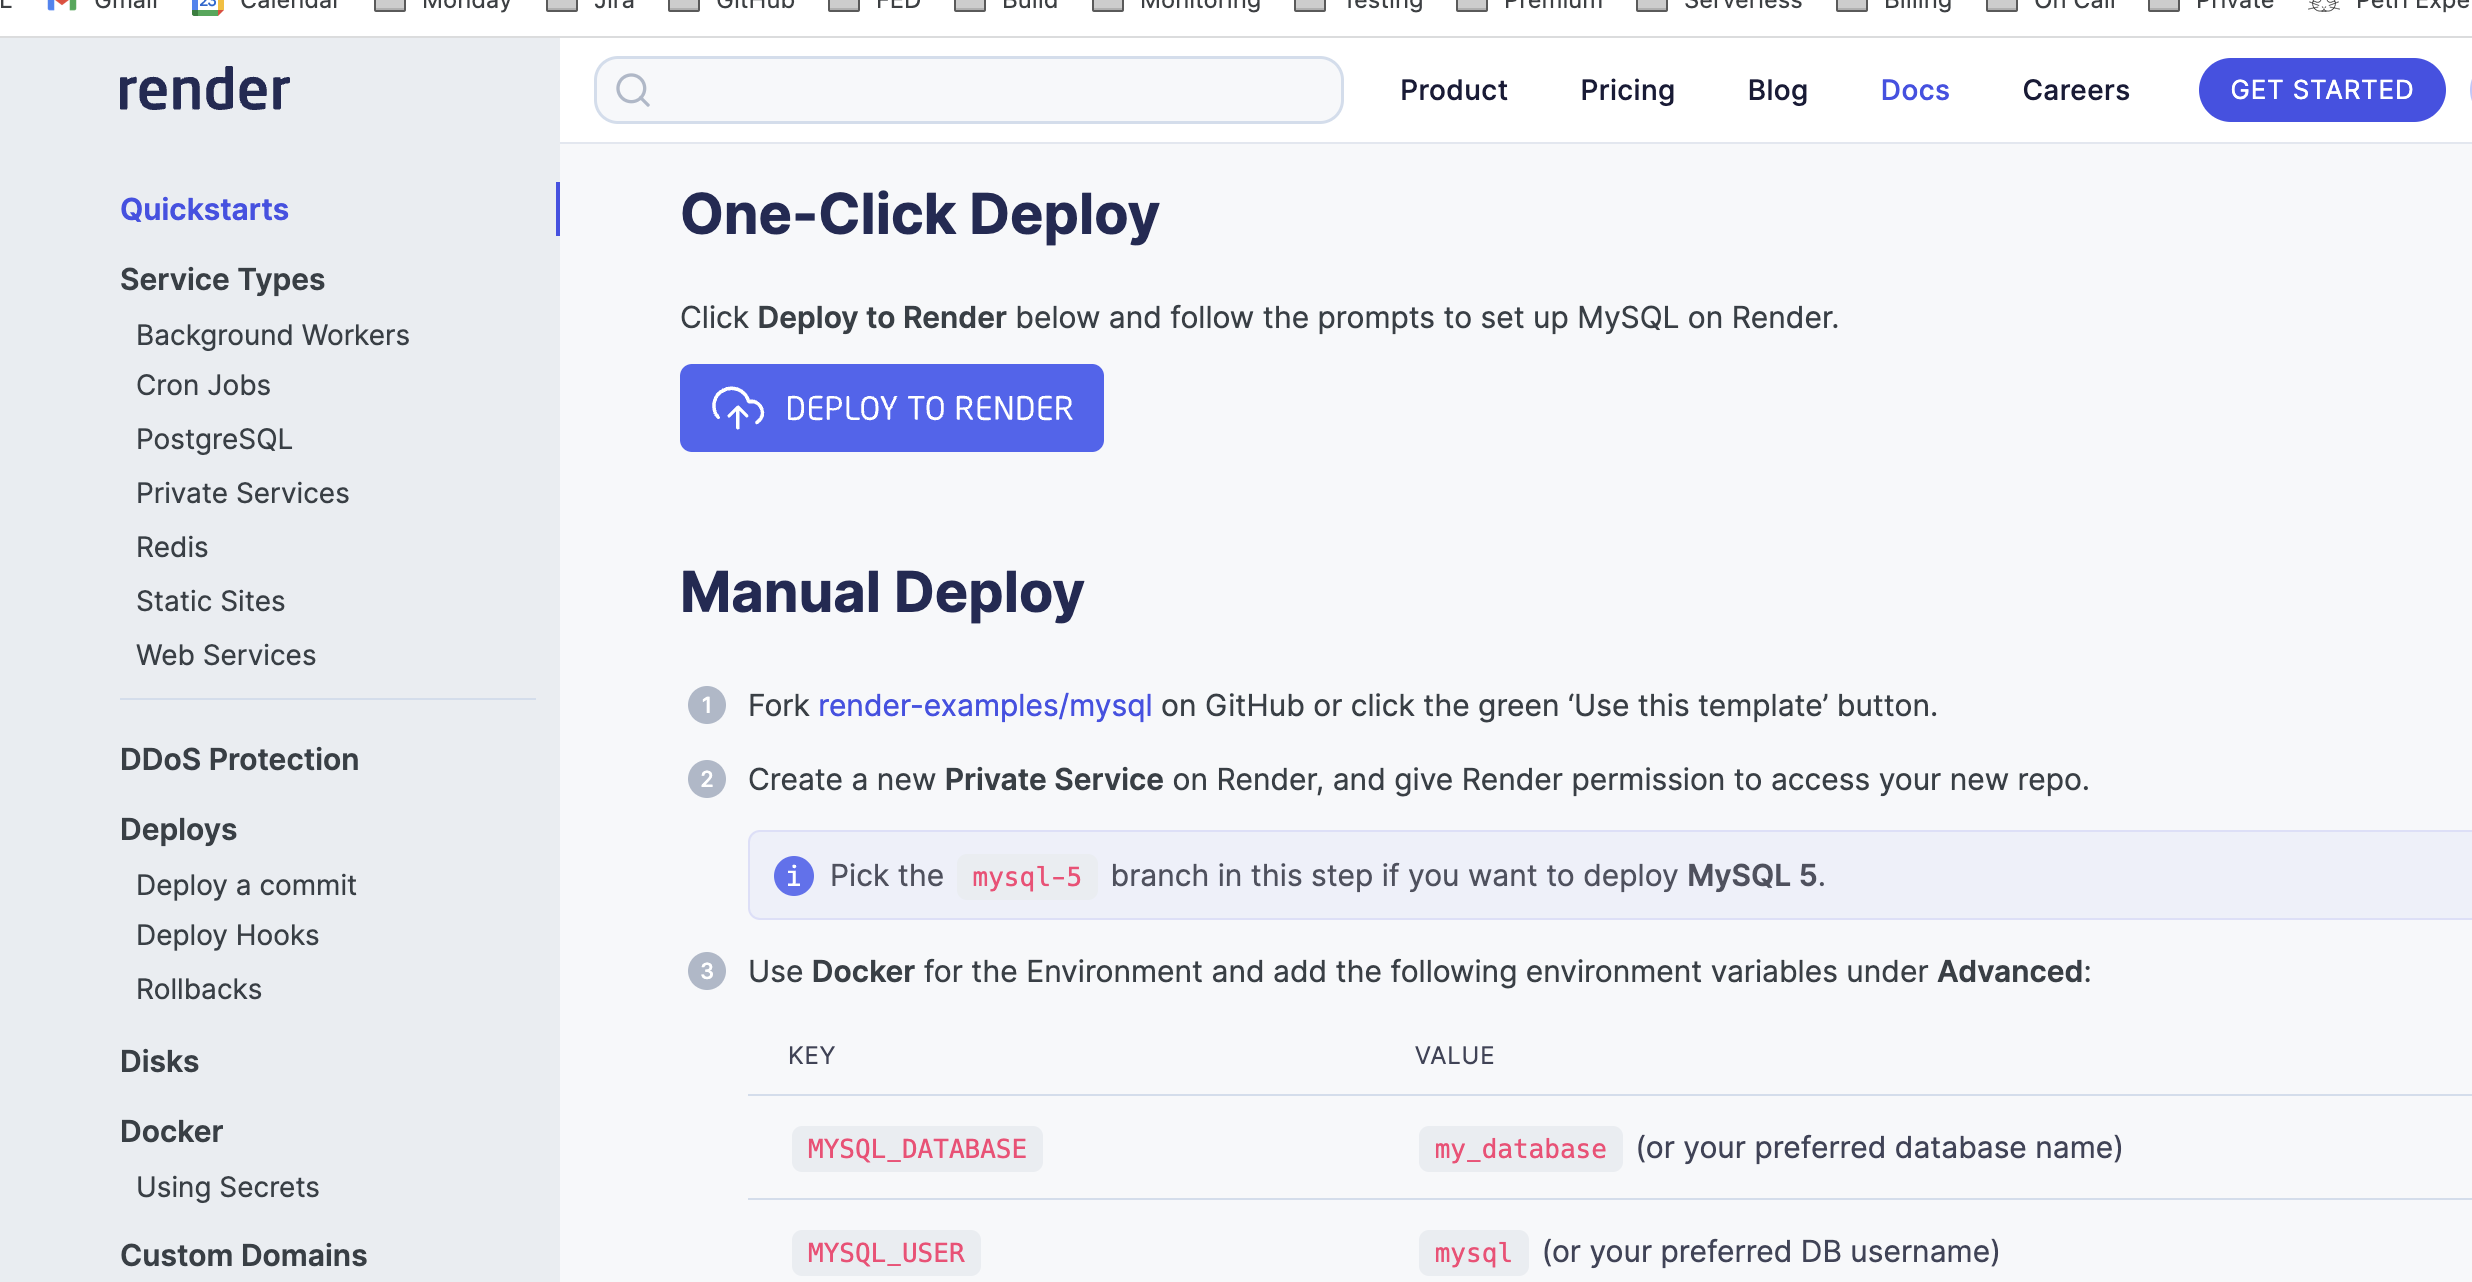 Gmail Calendar Monday Jira GitHub FED Build Monitoring Testing Premium Serverless Billing On Call Private Petri
render
Product Pricing Blog Docs Careers GET STARTED
Quickstarts
Service Types
Background Workers
Cron Jobs
PostgreSQL
Private Services
Redis
Static Sites
Web Services
DDoS Protection
Deploys
Deploy a commit
Deploy Hooks
Rollbacks
Disks
Docker
Using Secrets
Custom Domains
One-Click Deploy
Click Deploy to Render below and follow the prompts to set up MySQL on Render.
DEPLOY TO RENDER
Manual Deploy
1 Fork render-examples/mysql on GitHub or click the green ‘Use this template’ button.
2 Create a new Private Service on Render, and give Render permission to access your new repo.
i Pick the mysql-5 branch in this step if you want to deploy MySQL 5.
3 Use Docker for the Environment and add the following environment variables under Advanced:
KEY VALUE
MYSQL_DATABASE my_database (or your preferred database name)
MYSQL_USER mysql (or your preferred DB username)